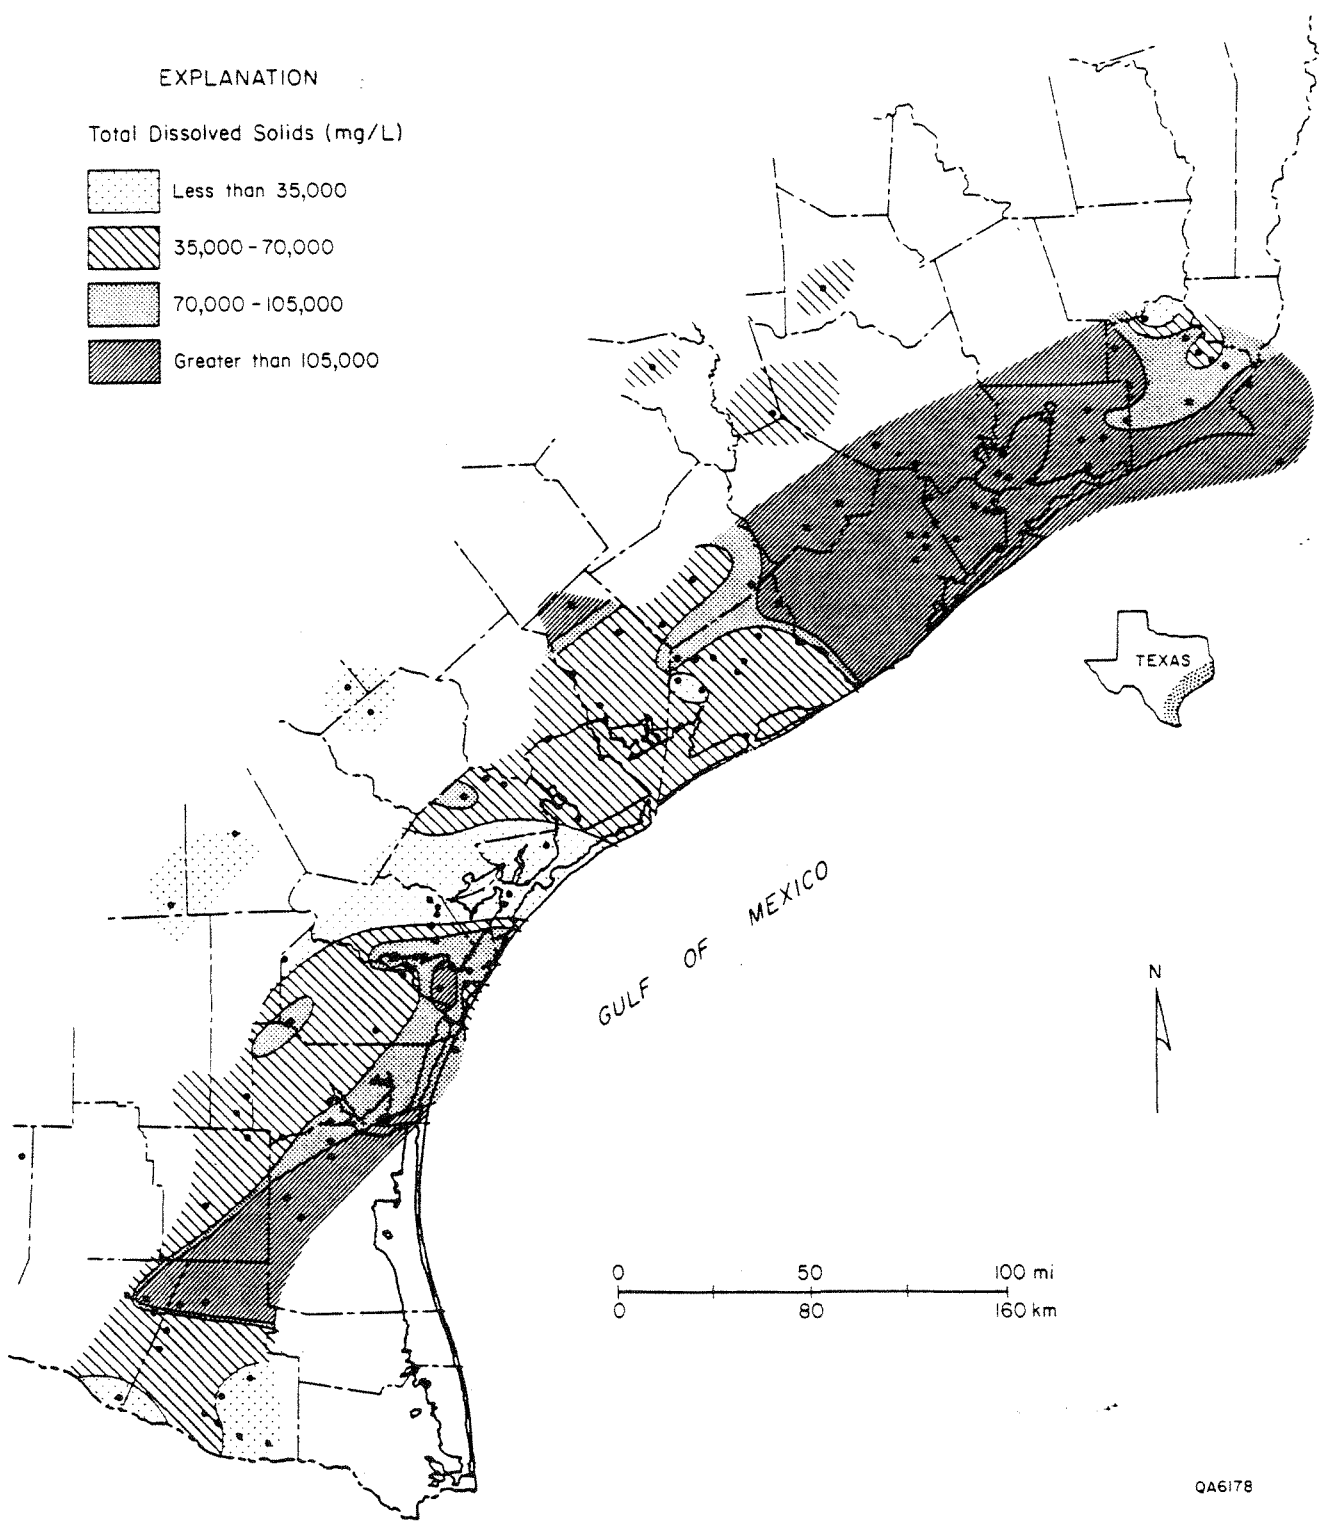 EXPLANATION
Total Dissolved Solids (mg/L)
Less than 35,000
35,000-70,000
70,000-105,000
Greater than 105,000
TEXAS
GULF OF MEXICO
N
0 50 100 mi
0 80 160 km
QA6178